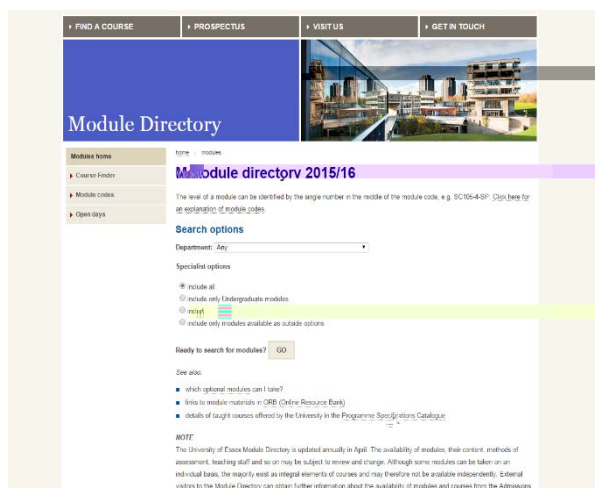 FIND A COURSE
PROSPECTUS
VISIT US
GET IN TOUCH
Module Directory
Modules home
Course Finder
Module codes
Open days
home modules
Module directory 2015/16
The level of a module can be identified by the single number in the middle of the module code, e.g. SC105-4-SP. Click here for
an explanation of module codes.
Search options
Department: Any
Specialist options
include all
include only Undergraduate modules
includ
include only modules available as outside options
Ready to search for modules? GO
See also:
which optional modules can I take?
links to module materials in ORB (Online Resource Bank)
details of taught courses offered by the University in the Programme Specifications Catalogue
NOTE
The University of Essex Module Directory is updated annually in April. The availability of modules, their content, methods of
assessment, teaching staff and so on may be subject to review and change. Although some modules can be taken on an
individual basis, the majority exist as integral elements of courses and may therefore not be available independently. External
visitors to the Module Directory can obtain further information about the availability of modules and courses from the Admissions